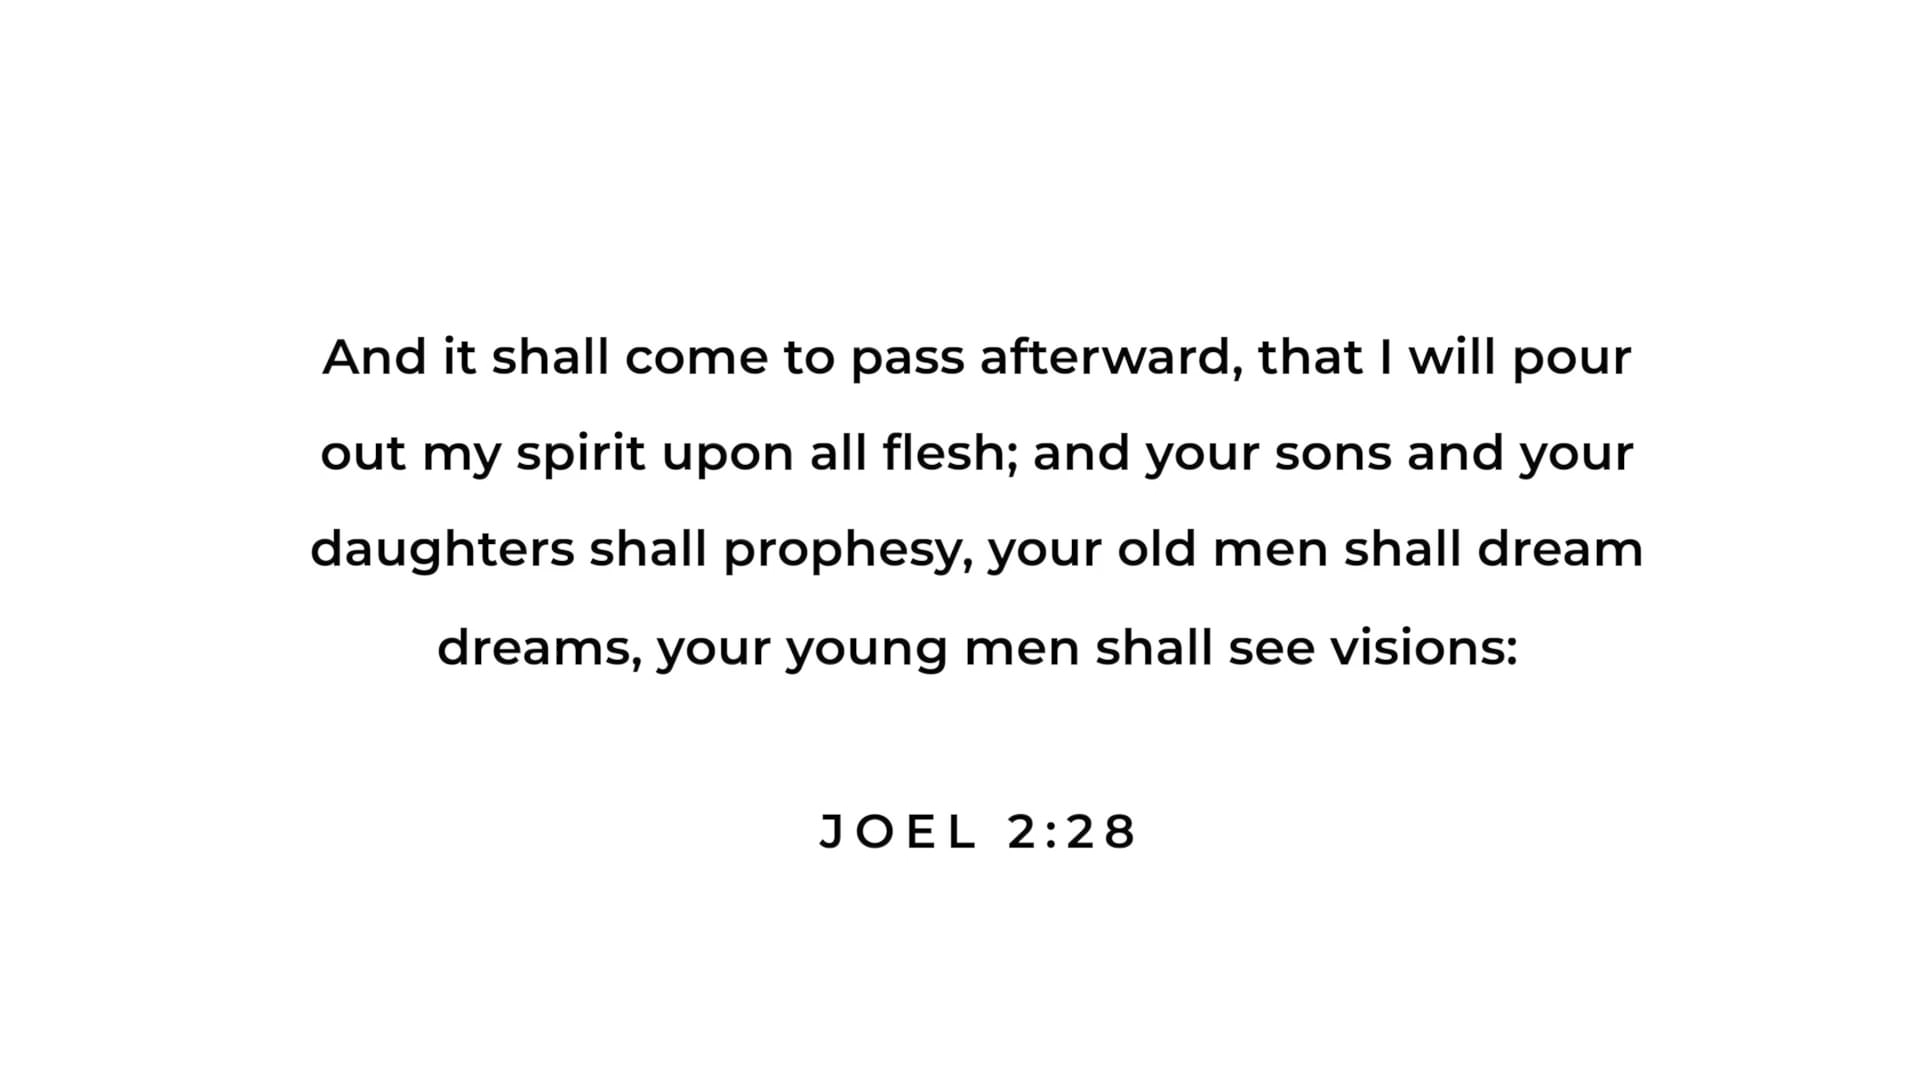 And it shall come to pass afterward, that I will pour
out my spirit upon all flesh; and your sons and your
daughters shall prophesy, your old men shall dream
dreams, your young men shall see visions:
JOEL 2:28